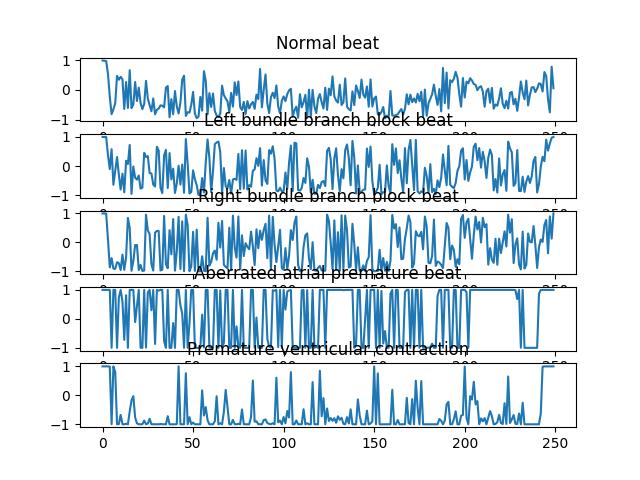 Normal beat
1
0
−1
Left bundle branch block beat
1
0
−1
Right bundle branch block beat
1
0
−1
Aberrated atrial premature beat
1
0
−1
Premature ventricular contraction
1
0
−1
0 50 100 150 200 250